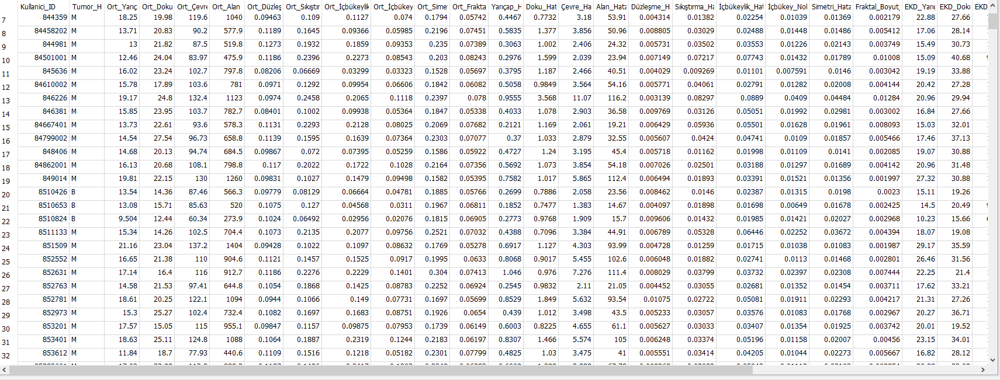 Kullanici_ID Tumor_H Ort_Yarıç Ort_Doku Ort_Çevre Ort_Alan Ort_Düzleş Ort_Sıkıştır Ort_İçbükeylik Ort_İçbükey Ort_Sime Ort_Frakta Yarıçap_H Doku_Hat Çevre_Ha Alan_Hata Düzleşme_H Sıkıştırma_Ha İçbükeylik_Hat İçbükey_Nol Simetri_Hata Fraktal_Boyut_ EKD_Yarıç EKD_Doku EKD
7 844359 M 18.25 19.98 119.6 1040 0.09463 0.109 0.1127 0.074 0.1794 0.05742 0.4467 0.7732 3.18 53.91 0.004314 0.01382 0.02254 0.01039 0.01369 0.002179 22.88 27.66
8 84458202 M 13.71 20.83 90.2 577.9 0.1189 0.1645 0.09366 0.05985 0.2196 0.07451 0.5835 1.377 3.856 50.96 0.008805 0.03029 0.02488 0.01448 0.01486 0.005412 17.06 28.14
9 844981 M 13 21.82 87.5 519.8 0.1273 0.1932 0.1859 0.09353 0.235 0.07389 0.3063 1.002 2.406 24.32 0.005731 0.03502 0.03553 0.01226 0.02143 0.003749 15.49 30.73
10 84501001 M 12.46 24.04 83.97 475.9 0.1186 0.2396 0.2273 0.08543 0.203 0.08243 0.2976 1.599 2.039 23.94 0.007149 0.07217 0.07743 0.01432 0.01789 0.01008 15.09 40.68
11 845636 M 16.02 23.24 102.7 797.8 0.08206 0.06669 0.03299 0.03323 0.1528 0.05697 0.3795 1.187 2.466 40.51 0.004029 0.009269 0.01101 0.007591 0.0146 0.003042 19.19 33.88
12 84610002 M 15.78 17.89 103.6 781 0.0971 0.1292 0.09954 0.06606 0.1842 0.06082 0.5058 0.9849 3.564 54.16 0.005771 0.04061 0.02791 0.01282 0.02008 0.004144 20.42 27.28
13 846226 M 19.17 24.8 132.4 1123 0.0974 0.2458 0.2065 0.1118 0.2397 0.078 0.9555 3.568 11.07 116.2 0.003139 0.08297 0.0889 0.0409 0.04484 0.01284 20.96 29.94
14 846381 M 15.85 23.95 103.7 782.7 0.08401 0.1002 0.09938 0.05364 0.1847 0.05338 0.4033 1.078 2.903 36.58 0.009769 0.03126 0.05051 0.01992 0.02981 0.003002 16.84 27.66
15 84667401 M 13.73 22.61 93.6 578.3 0.1131 0.2293 0.2128 0.08025 0.2069 0.07682 0.2121 1.169 2.061 19.21 0.006429 0.05936 0.05501 0.01628 0.01961 0.008093 15.03 32.01
16 84799002 M 14.54 27.54 96.73 658.8 0.1139 0.1595 0.1639 0.07364 0.2303 0.07077 0.37 1.033 2.879 32.55 0.005607 0.0424 0.04741 0.0109 0.01857 0.005466 17.46 37.13
17 848406 M 14.68 20.13 94.74 684.5 0.09867 0.072 0.07395 0.05259 0.1586 0.05922 0.4727 1.24 3.195 45.4 0.005718 0.01162 0.01998 0.01109 0.0141 0.002085 19.07 30.88
18 84862001 M 16.13 20.68 108.1 798.8 0.117 0.2022 0.1722 0.1028 0.2164 0.07356 0.5692 1.073 3.854 54.18 0.007026 0.02501 0.03188 0.01297 0.01689 0.004142 20.96 31.48
19 849014 M 19.81 22.15 130 1260 0.09831 0.1027 0.1479 0.09498 0.1582 0.05395 0.7582 1.017 5.865 112.4 0.006494 0.01893 0.03391 0.01521 0.01356 0.001997 27.32 30.88
20 8510426 B 13.54 14.36 87.46 566.3 0.09779 0.08129 0.06664 0.04781 0.1885 0.05766 0.2699 0.7886 2.058 23.56 0.008462 0.0146 0.02387 0.01315 0.0198 0.0023 15.11 19.26
21 8510653 B 13.08 15.71 85.63 520 0.1075 0.127 0.04568 0.0311 0.1967 0.06811 0.1852 0.7477 1.383 14.67 0.004097 0.01898 0.01698 0.00649 0.01678 0.002425 14.5 20.49
22 8510824 B 9.504 12.44 60.34 273.9 0.1024 0.06492 0.02956 0.02076 0.1815 0.06905 0.2773 0.9768 1.909 15.7 0.009606 0.01432 0.01985 0.01421 0.02027 0.002968 10.23 15.66
23 8511133 M 15.34 14.26 102.5 704.4 0.1073 0.2135 0.2077 0.09756 0.2521 0.07032 0.4388 0.7096 3.384 44.91 0.006789 0.05328 0.06446 0.02252 0.03672 0.004394 18.07 19.08
24 851509 M 21.16 23.04 137.2 1404 0.09428 0.1022 0.1097 0.08632 0.1769 0.05278 0.6917 1.127 4.303 93.99 0.004728 0.01259 0.01715 0.01038 0.01083 0.001987 29.17 35.59
25 852552 M 16.65 21.38 110 904.6 0.1121 0.1457 0.1525 0.0917 0.1995 0.0633 0.8068 0.9017 5.455 102.6 0.006048 0.01882 0.02741 0.0113 0.01468 0.002801 26.46 31.56
26 852631 M 17.14 16.4 116 912.7 0.1186 0.2276 0.2229 0.1401 0.304 0.07413 1.046 0.976 7.276 111.4 0.008029 0.03799 0.03732 0.02397 0.02308 0.007444 22.25 21.4
27 852763 M 14.58 21.53 97.41 644.8 0.1054 0.1868 0.1425 0.08783 0.2252 0.06924 0.2545 0.9832 2.11 21.05 0.004452 0.03055 0.02681 0.01352 0.01454 0.003711 17.62 33.21
28 852781 M 18.61 20.25 122.1 1094 0.0944 0.1066 0.149 0.07731 0.1697 0.05699 0.8529 1.849 5.632 93.54 0.01075 0.02722 0.05081 0.01911 0.02293 0.004217 21.31 27.26
29 852973 M 15.3 25.27 102.4 732.4 0.1082 0.1697 0.1683 0.08751 0.1926 0.0654 0.439 1.012 3.498 43.5 0.005233 0.03057 0.03576 0.01083 0.01768 0.002967 20.27 36.71
30 853201 M 17.57 15.05 115 955.1 0.09847 0.1157 0.09875 0.07953 0.1739 0.06149 0.6003 0.8225 4.655 61.1 0.005627 0.03033 0.03407 0.01354 0.01925 0.003742 20.01 19.52
31 853401 M 18.63 25.11 124.8 1088 0.1064 0.1887 0.2319 0.1244 0.2183 0.06197 0.8307 1.466 5.574 105 0.006248 0.03374 0.05196 0.01158 0.02007 0.00456 23.15 34.01
32 853612 M 11.84 18.7 77.93 440.6 0.1109 0.1516 0.1218 0.05182 0.2301 0.07799 0.4825 1.03 3.475 41 0.005551 0.03414 0.04205 0.01044 0.02273 0.005667 16.82 28.12